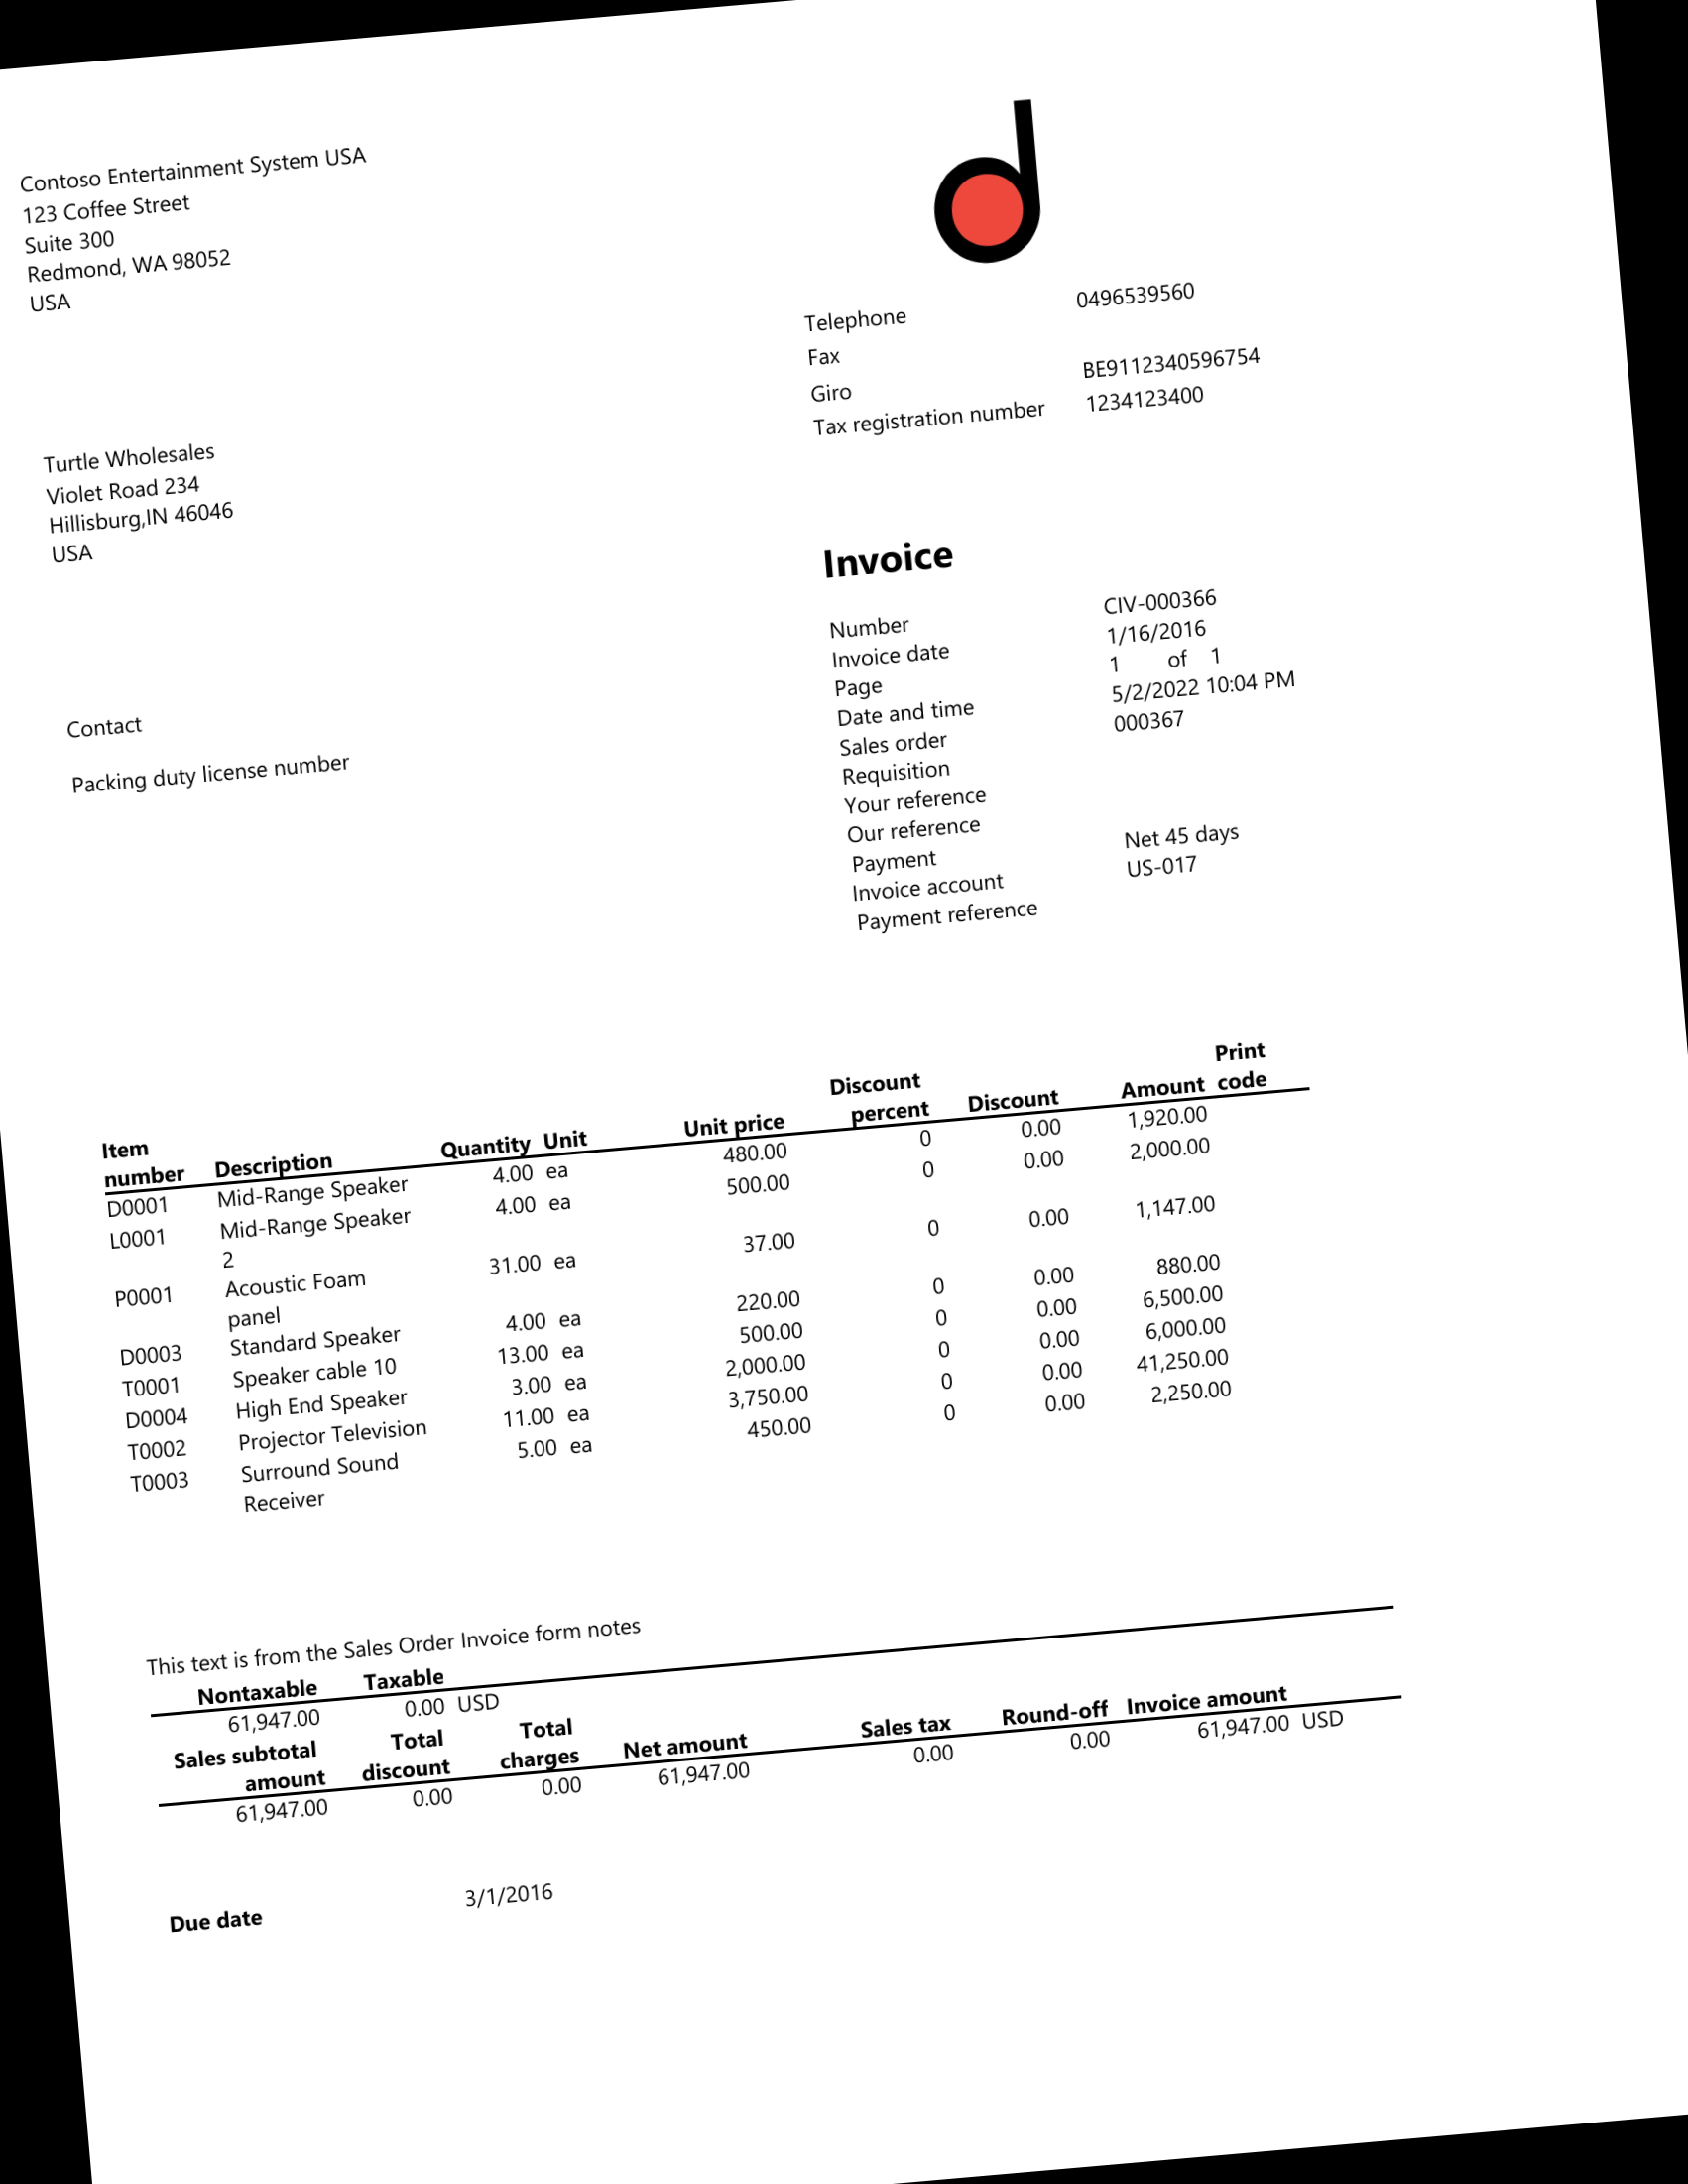 Contoso Entertainment System USA
123 Coffee Street
Suite 300
Redmond, WA 98052
USA
Telephone 0496539560
Fax
Giro BE9112340596754
Tax registration number 1234123400
Turtle Wholesales
Violet Road 234
Hillisburg,IN 46046
USA
Invoice
Number CIV-000366
Invoice date 1/16/2016
Page 1 of 1
Date and time 5/2/2022 10:04 PM
Sales order 000367
Requisition
Your reference
Our reference
Payment Net 45 days
Invoice account US-017
Payment reference
Contact
Packing duty license number
Item number Description Quantity Unit Unit price Discount percent Discount Amount Print code
D0001 Mid-Range Speaker 4.00 ea 480.00 0 0.00 1,920.00
L0001 Mid-Range Speaker 4.00 ea 500.00 0 0.00 2,000.00
2
P0001 Acoustic Foam 31.00 ea 37.00 0 0.00 1,147.00
panel
D0003 Standard Speaker 4.00 ea 220.00 0 0.00 880.00
T0001 Speaker cable 10 13.00 ea 500.00 0 0.00 6,500.00
D0004 High End Speaker 3.00 ea 2,000.00 0 0.00 6,000.00
T0002 Projector Television 11.00 ea 3,750.00 0 0.00 41,250.00
T0003 Surround Sound 5.00 ea 450.00 0 0.00 2,250.00
Receiver
This text is from the Sales Order Invoice form notes
Nontaxable Taxable
61,947.00 0.00 USD
Sales subtotal amount Total discount Total charges Net amount Sales tax Round-off Invoice amount
61,947.00 0.00 0.00 61,947.00 0.00 0.00 61,947.00 USD
Due date 3/1/2016